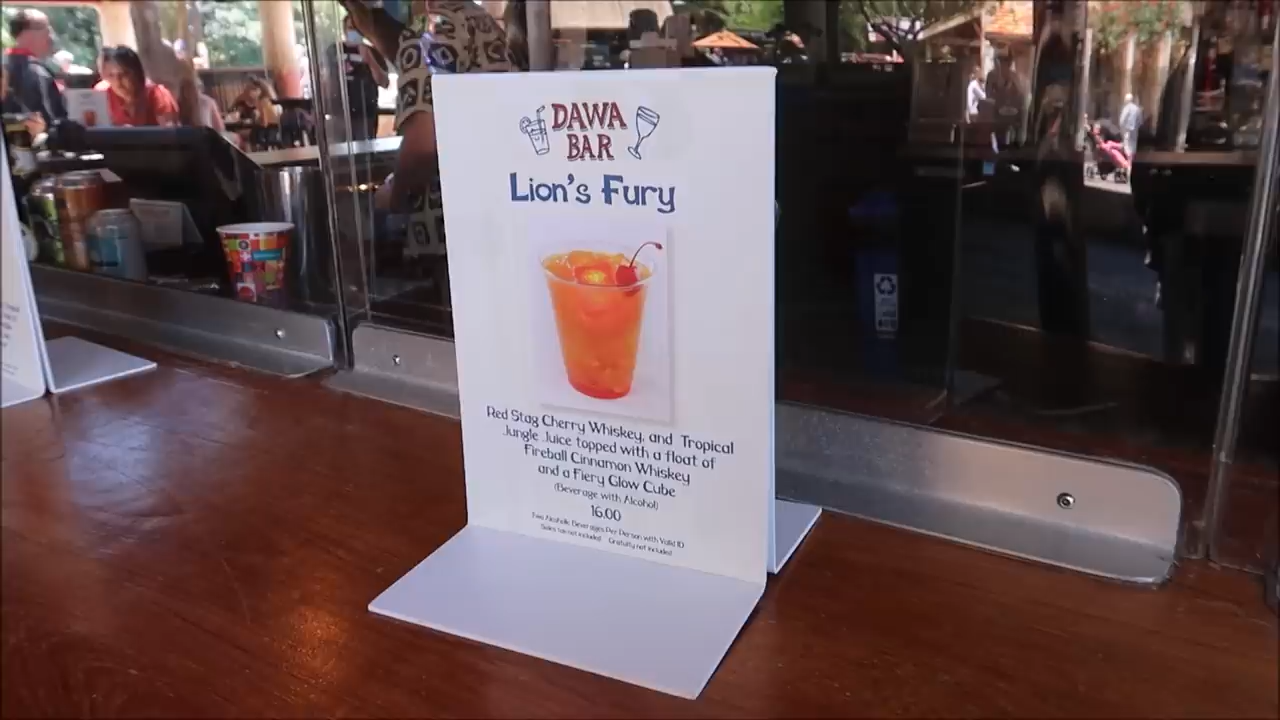 DAWA
BAR
Lion's Fury
Red Stag Cherry Whiskey, and Tropical
Jungle Juice topped with a float of
Fireball Cinnamon Whiskey
and a Fiery Glow Cube
(Beverage with Alcohol)
16.00
Two Alcoholic Beverages Per Person with Valid ID
Sales tax not included Gratuity not included